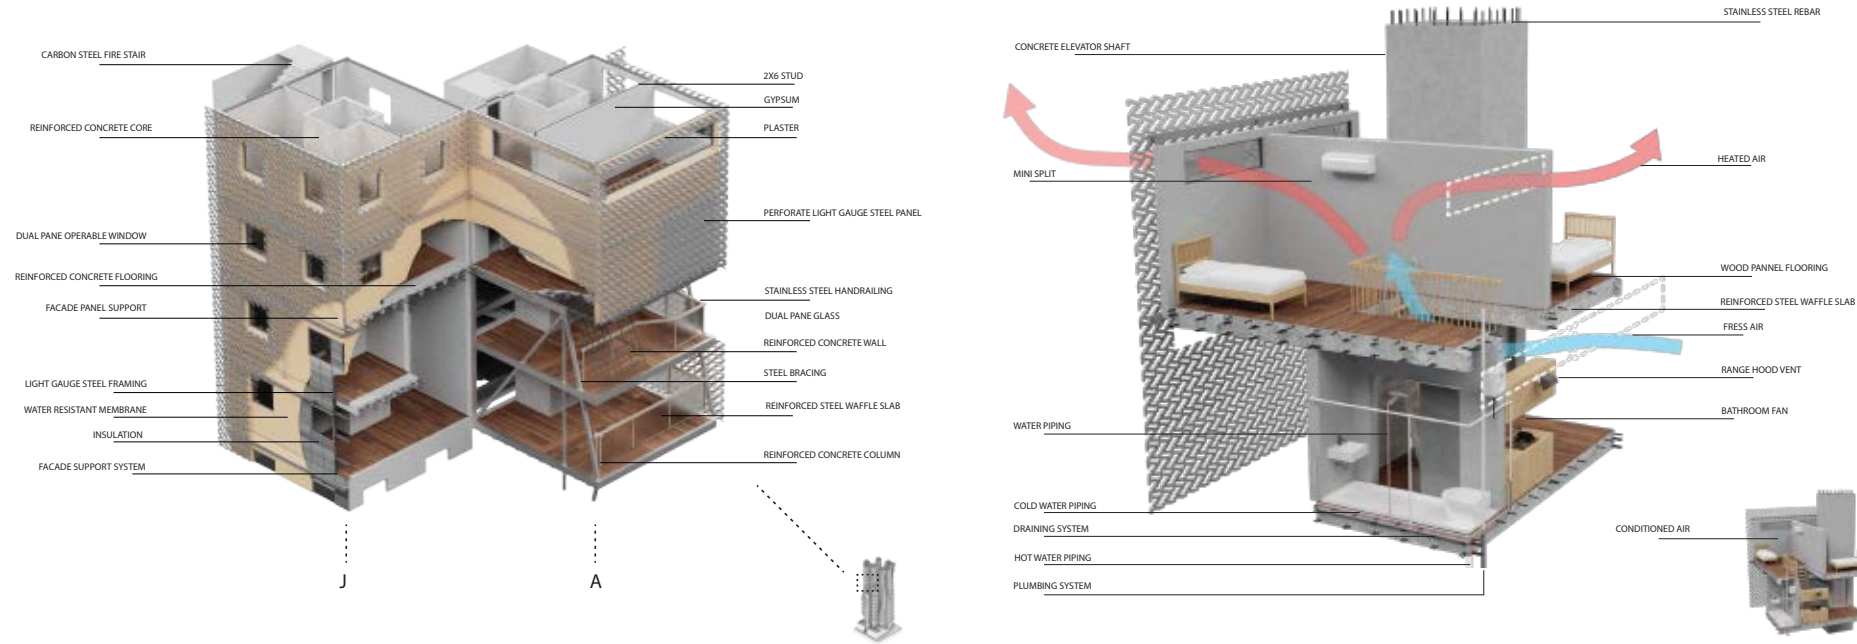 CARBON STEEL FIRE STAIR
REINFORCED CONCRETE CORE
DUAL PANE OPERABLE WINDOW
REINFORCED CONCRETE FLOORING
FACADE PANEL SUPPORT
LIGHT GAUGE STEEL FRAMING
WATER RESISTANT MEMBRANE
INSULATION
FACADE SUPPORT SYSTEM
2X6 STUD
GYPSUM
PLASTER
PERFORATE LIGHT GAUGE STEEL PANEL
STAINLESS STEEL HANDRAILING
DUAL PANE GLASS
REINFORCED CONCRETE WALL
STEEL BRACING
REINFORCED STEEL WAFFLE SLAB
REINFORCED CONCRETE COLUMN
J
A
CONCRETE ELEVATOR SHAFT
MINI SPLIT
WATER PIPING
COLD WATER PIPING
DRAINING SYSTEM
HOT WATER PIPING
PLUMBING SYSTEM
STAINLESS STEEL REBAR
HEATED AIR
WOOD PANNEL FLOORING
REINFORCED STEEL WAFFLE SLAB
FRESS AIR
RANGE HOOD VENT
BATHROOM FAN
CONDITIONED AIR